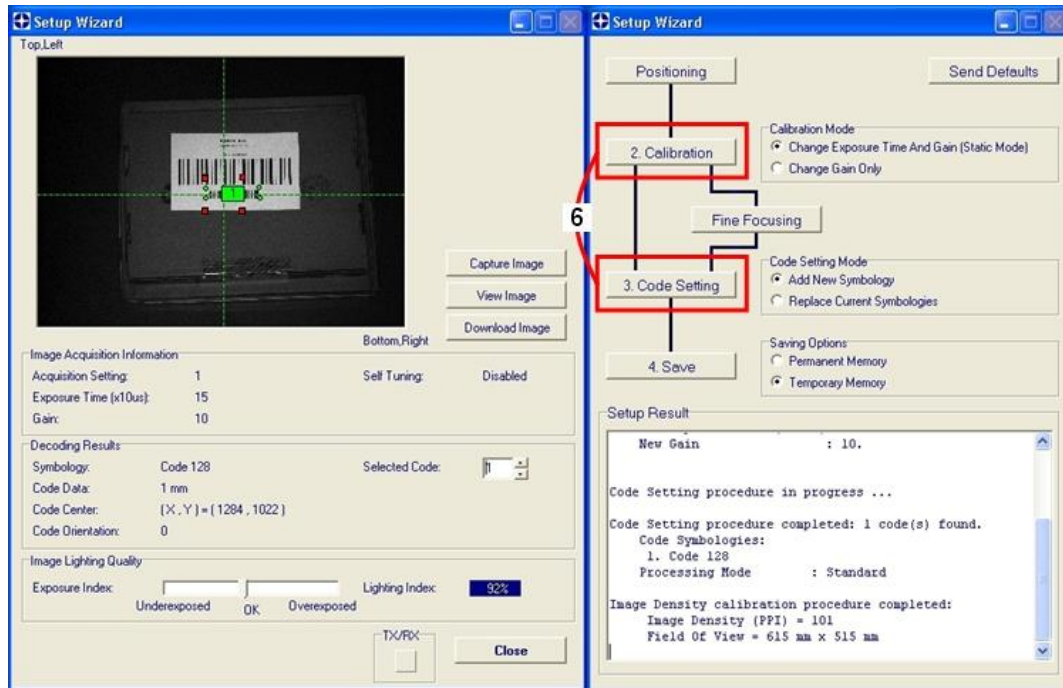 Setup Wizard
Top,Left
Bottom,Right
Capture Image
View Image
Download Image
Image Acquisition Information
Acquisition Setting: 1 Self Tuning: Disabled
Exposure Time (x10us): 15
Gain: 10
Decoding Results
Symbology: Code 128 Selected Code: 1
Code Data: 1 mm
Code Center: (X , Y) = ( 1284 , 1022 )
Code Orientation: 0
Image Lighting Quality
Exposure Index: Lighting Index: 92%
Underexposed OK Overexposed
TX/RX
Close
Setup Wizard
Positioning
Send Defaults
2. Calibration
Calibration Mode
Change Exposure Time And Gain (Static Mode)
Change Gain Only
6
Fine Focusing
3. Code Setting
Code Setting Mode
Add New Symbology
Replace Current Symbologies
4. Save
Saving Options
Permanent Memory
Temporary Memory
Setup Result
New Gain : 10.
Code Setting procedure in progress ...
Code Setting procedure completed: 1 code(s) found.
Code Symbologies:
1. Code 128
Processing Mode : Standard
Image Density calibration procedure completed:
Image Density (PPI) = 101
Field Of View = 615 mm x 515 mm